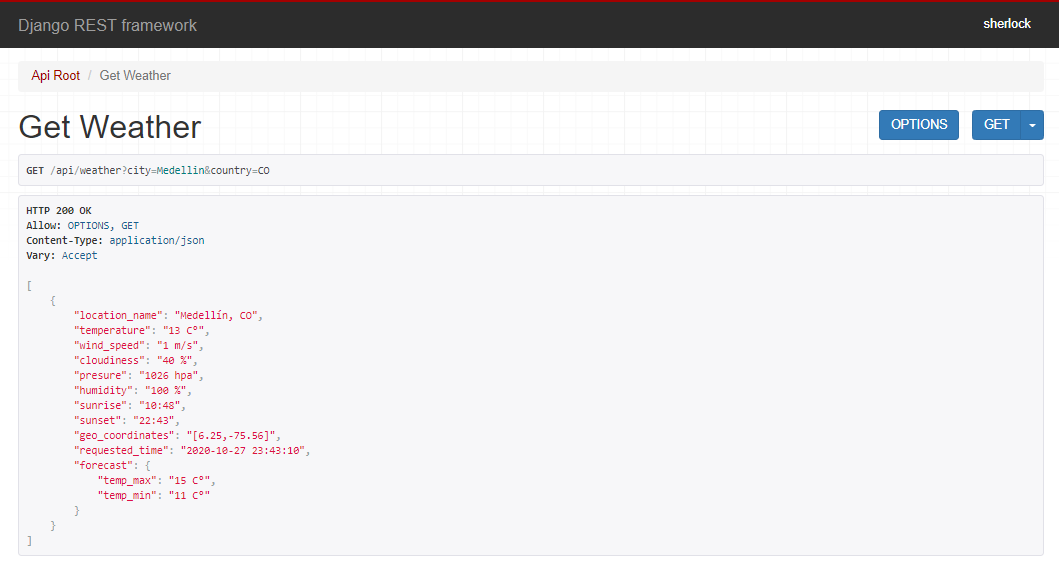 Django REST framework
sherlock
Api Root / Get Weather
Get Weather
OPTIONS
GET
GET /api/weather?city=Medellin&country=CO
HTTP 200 OK
Allow: OPTIONS, GET
Content-Type: application/json
Vary: Accept
[
    {
        "location_name": "Medellín, CO",
        "temperature": "13 C°",
        "wind_speed": "1 m/s",
        "cloudiness": "40 %",
        "presure": "1026 hpa",
        "humidity": "100 %",
        "sunrise": "10:48",
        "sunset": "22:43",
        "geo_coordinates": "[6.25,-75.56]",
        "requested_time": "2020-10-27 23:43:10",
        "forecast": {
            "temp_max": "15 C°",
            "temp_min": "11 C°"
        }
    }
]